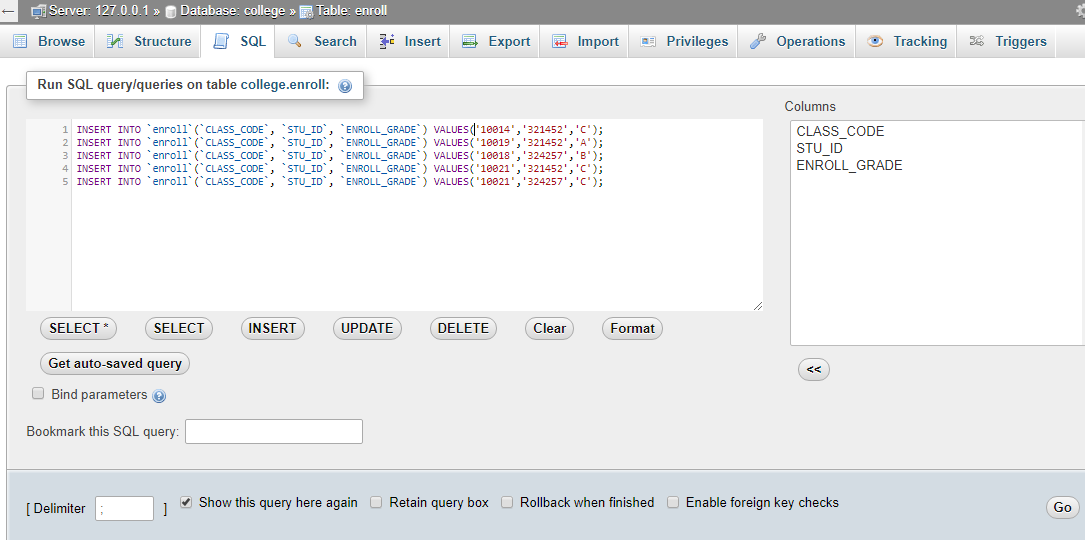 Server: 127.0.0.1 » Database: college » Table: enroll
Browse Structure SQL Search Insert Export Import Privileges Operations Tracking Triggers
Run SQL query/queries on table college.enroll:
Columns
1 INSERT INTO `enroll`(`CLASS_CODE`, `STU_ID`, `ENROLL_GRADE`) VALUES('10014','321452','C');
2 INSERT INTO `enroll`(`CLASS_CODE`, `STU_ID`, `ENROLL_GRADE`) VALUES('10019','321452','A');
3 INSERT INTO `enroll`(`CLASS_CODE`, `STU_ID`, `ENROLL_GRADE`) VALUES('10018','324257','B');
4 INSERT INTO `enroll`(`CLASS_CODE`, `STU_ID`, `ENROLL_GRADE`) VALUES('10021','321452','C');
5 INSERT INTO `enroll`(`CLASS_CODE`, `STU_ID`, `ENROLL_GRADE`) VALUES('10021','324257','C');
CLASS_CODE
STU_ID
ENROLL_GRADE
SELECT * SELECT INSERT UPDATE DELETE Clear Format
Get auto-saved query
<<
Bind parameters
Bookmark this SQL query:
[ Delimiter ; ] Show this query here again Retain query box Rollback when finished Enable foreign key checks
Go